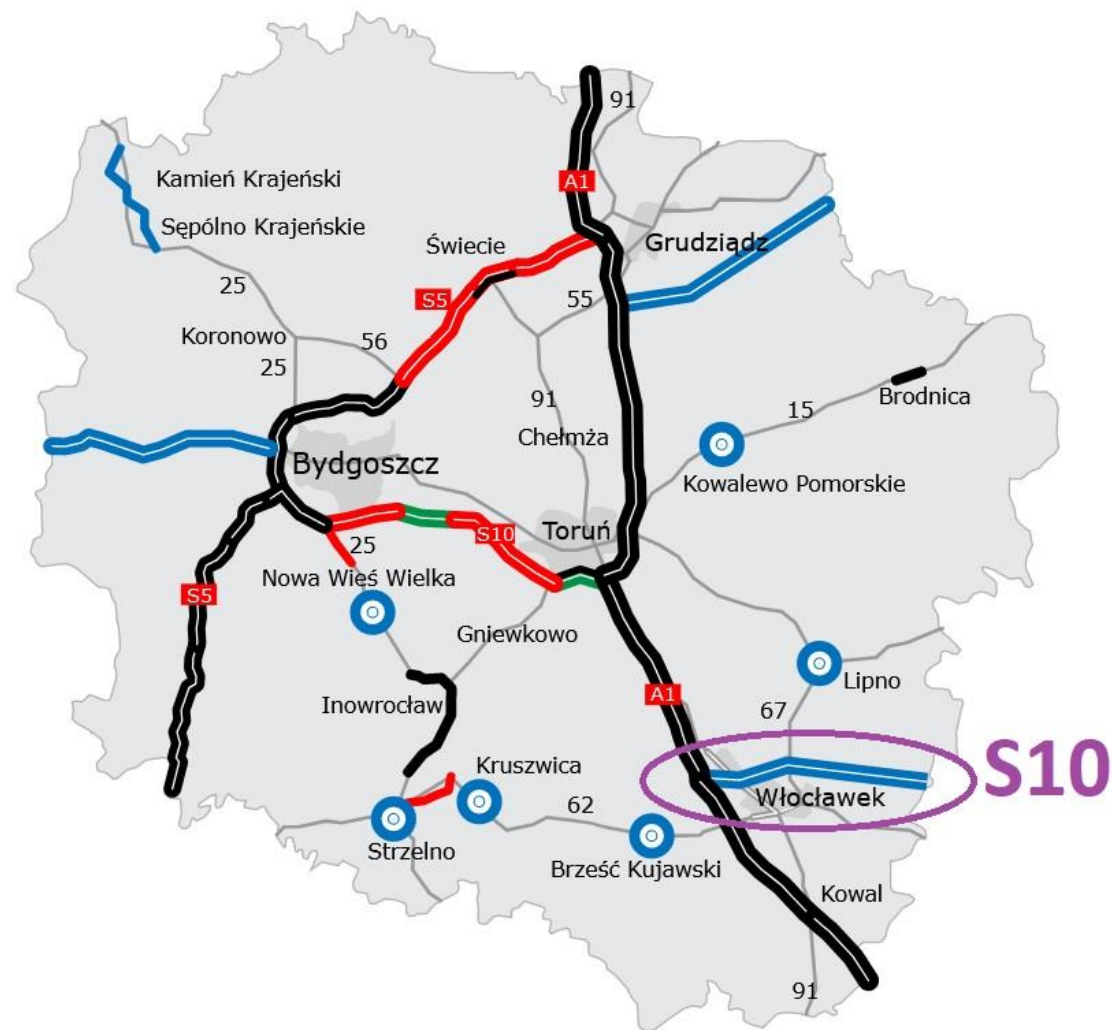 91
A1
Kamień Krajeński
Sępólno Krajeńskie
Świecie
Grudziądz
25
S5
55
Koronowo
56
25
Brodnica
91
15
Chełmża
Bydgoszcz
Kowalewo Pomorskie
S10
Toruń
25
Nowa Wieś Wielka
S5
Gniewkowo
Lipno
A1
Inowrocław
67
S10
Kruszwica
Włocławek
62
Strzelno
Brześć Kujawski
Kowal
91